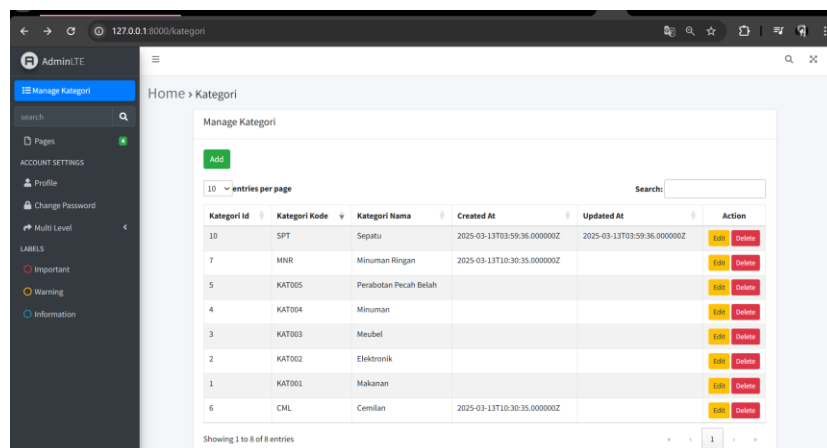 127.0.0.1:8000/kategori
AdminLTE
Manage Kategori
search
Pages 4
ACCOUNT SETTINGS
Profile
Change Password
Multi Level
LABELS
Important
Warning
Information
Home › Kategori
Manage Kategori
Add
10 entries per page Search:
Kategori Id Kategori Kode Kategori Nama Created At Updated At Action
10 SPT Sepatu 2025-03-13T03:59:36.000000Z 2025-03-13T03:59:36.000000Z Edit Delete
7 MNR Minuman Ringan 2025-03-13T10:30:35.000000Z Edit Delete
5 KAT005 Perabotan Pecah Belah Edit Delete
4 KAT004 Minuman Edit Delete
3 KAT003 Meubel Edit Delete
2 KAT002 Elektronik Edit Delete
1 KAT001 Makanan Edit Delete
6 CML Cemilan 2025-03-13T10:30:35.000000Z Edit Delete
Showing 1 to 8 of 8 entries « ‹ 1 › »